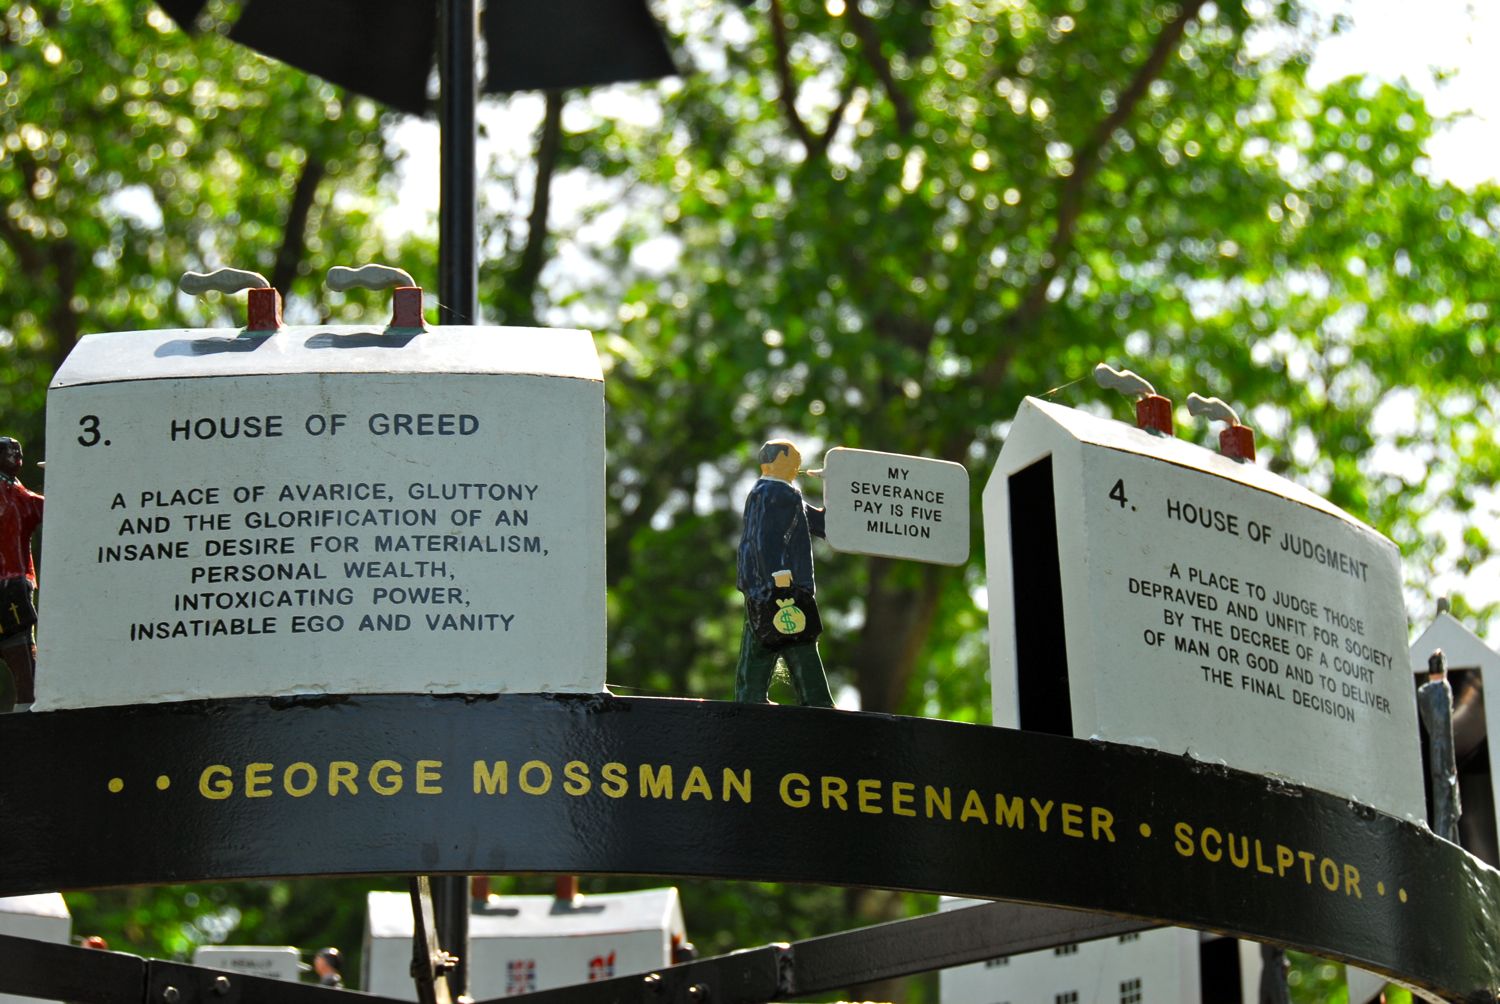 3. HOUSE OF GREED
A PLACE OF AVARICE, GLUTTONY
AND THE GLORIFICATION OF AN
INSANE DESIRE FOR MATERIALISM,
PERSONAL WEALTH,
INTOXICATING POWER,
INSATIABLE EGO AND VANITY
MY
SEVERANCE
PAY IS FIVE
MILLION
$
4. HOUSE OF JUDGMENT
A PLACE TO JUDGE THOSE
DEPRAVED AND UNFIT FOR SOCIETY
BY THE DECREE OF A COURT
OF MAN OR GOD AND TO DELIVER
THE FINAL DECISION
•• GEORGE MOSSMAN GREENAMYER • SCULPTOR ••